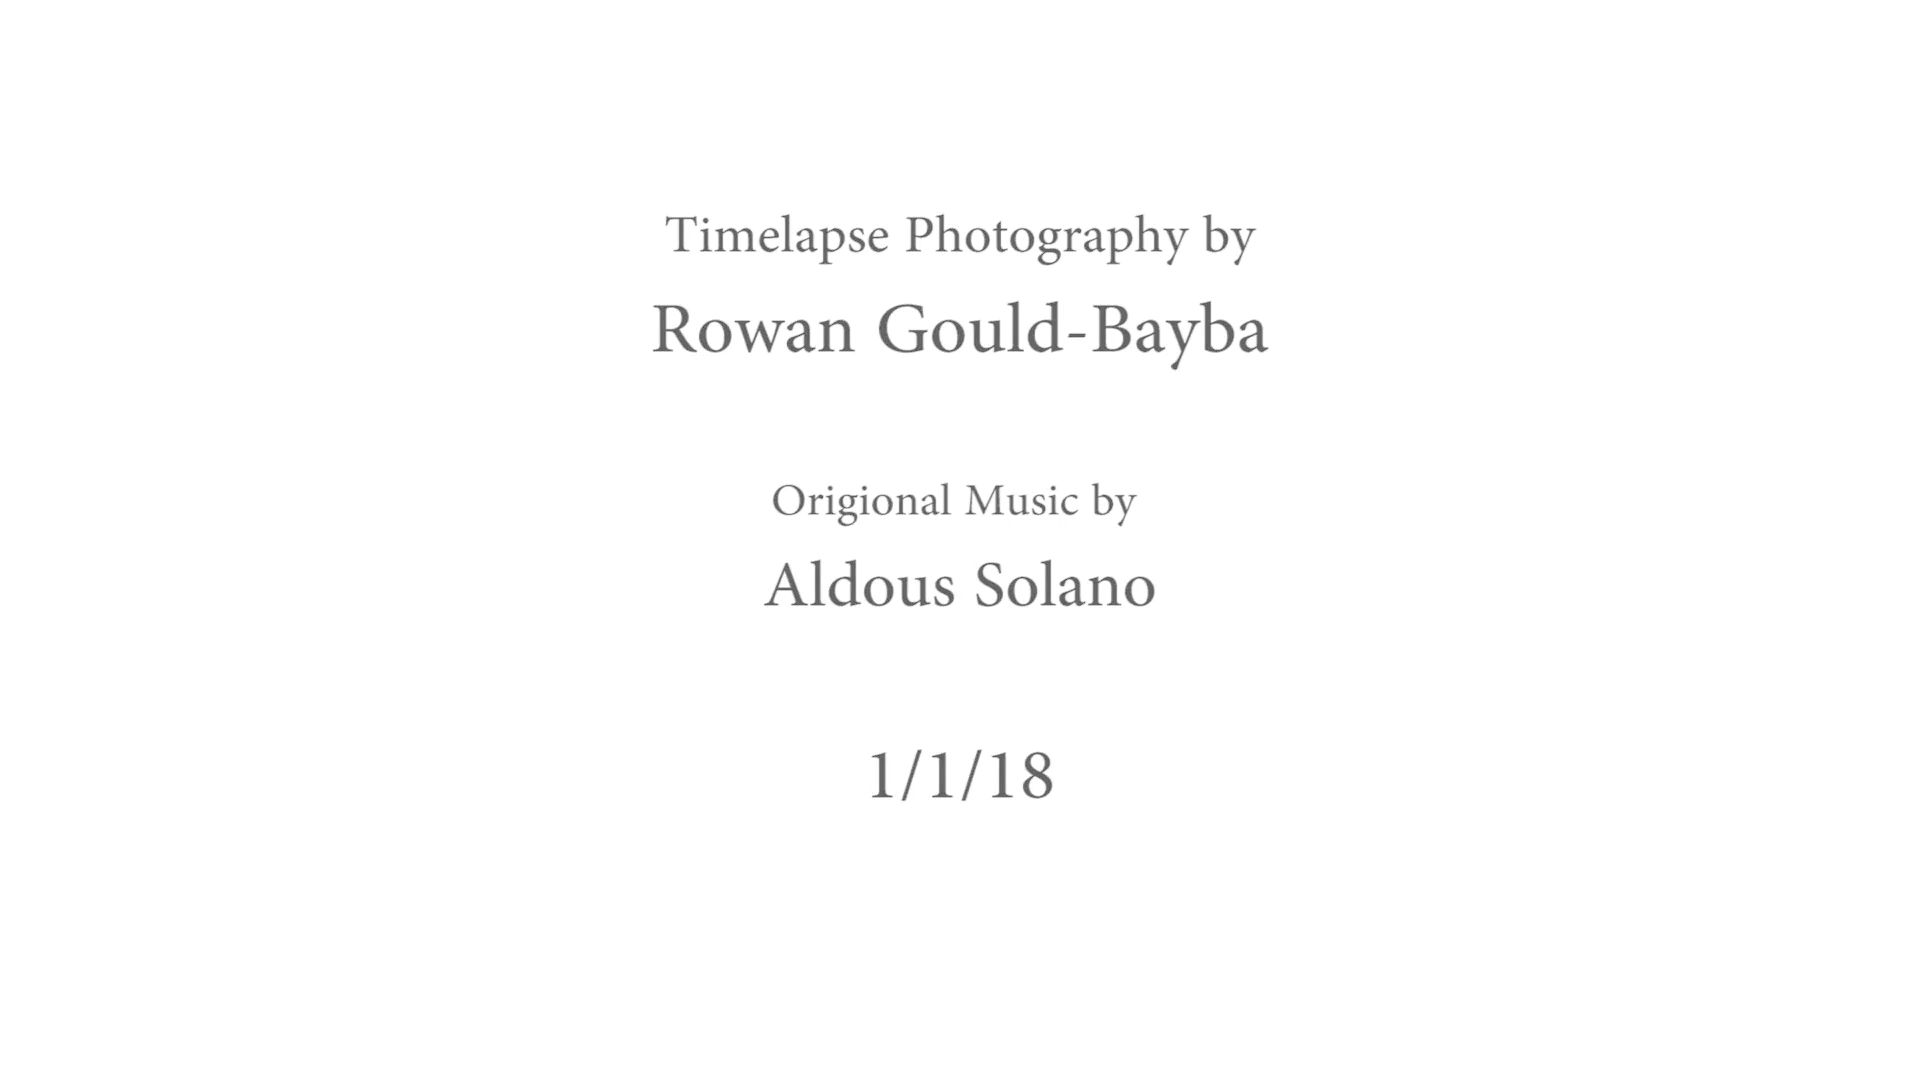 Timelapse Photography by
Rowan Gould-Bayba
Origional Music by
Aldous Solano
1/1/18